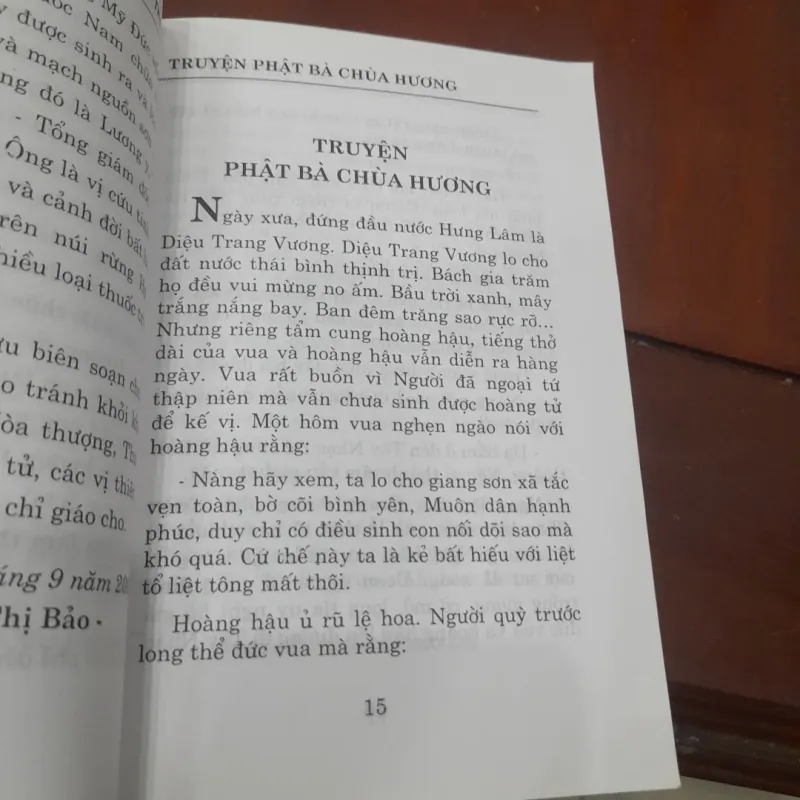 Mỹ Đức
Nam
được sinh ra và
và mạch nguồn
đó là Lương
- Tổng giám
Ông là vị cứu
và cảnh đời bất
núi rừng
loại thuốc
biên soạn
tránh khỏi
thượng,
tử, các vị
chỉ giáo cho.
9 năm
Thị Bảo
TRUYỆN PHẬT BÀ CHÙA HƯƠNG
TRUYỆN
PHẬT BÀ CHÙA HƯƠNG
Ngày xưa, đứng đầu nước Hưng Lâm là
Diệu Trang Vương. Diệu Trang Vương lo cho
đất nước thái bình thịnh trị. Bách gia trăm
họ đều vui mừng no ấm. Bầu trời xanh, mây
trắng nắng bay. Ban đêm trăng sao rực rỡ...
Nhưng riêng tẩm cung hoàng hậu, tiếng thở
dài của vua và hoàng hậu vẫn diễn ra hàng
ngày. Vua rất buồn vì Người đã ngoại tứ
thập niên mà vẫn chưa sinh được hoàng tử
để kế vị. Một hôm vua nghẹn ngào nói với
hoàng hậu rằng:
- Nàng hãy xem, ta lo cho giang sơn xã tắc
vẹn toàn, bờ cõi bình yên, Muôn dân hạnh
phúc, duy chỉ có điều sinh con nối dõi sao mà
khó quá. Cứ thế này ta là kẻ bất hiếu với liệt
tổ liệt tông mất thôi.
Hoàng hậu ủ rũ lệ hoa. Người quỳ trước
long thể đức vua mà rằng:
15